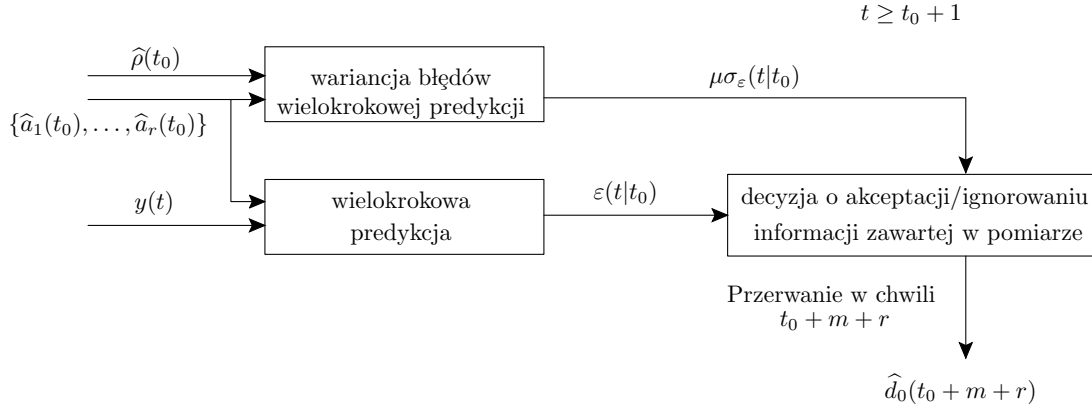 t ≥ t₀ + 1
ρ̂(t₀)
wariancja błędów
wielokrokowej predykcji
μσ_ε(t|t₀)
{â₁(t₀), . . . , â_r(t₀)}
y(t)
wielokrokowa
predykcja
ε(t|t₀)
decyzja o akceptacji/ignorowaniu
informacji zawartej w pomiarze
Przerwanie w chwili
t₀ + m + r
d̂₀(t₀ + m + r)